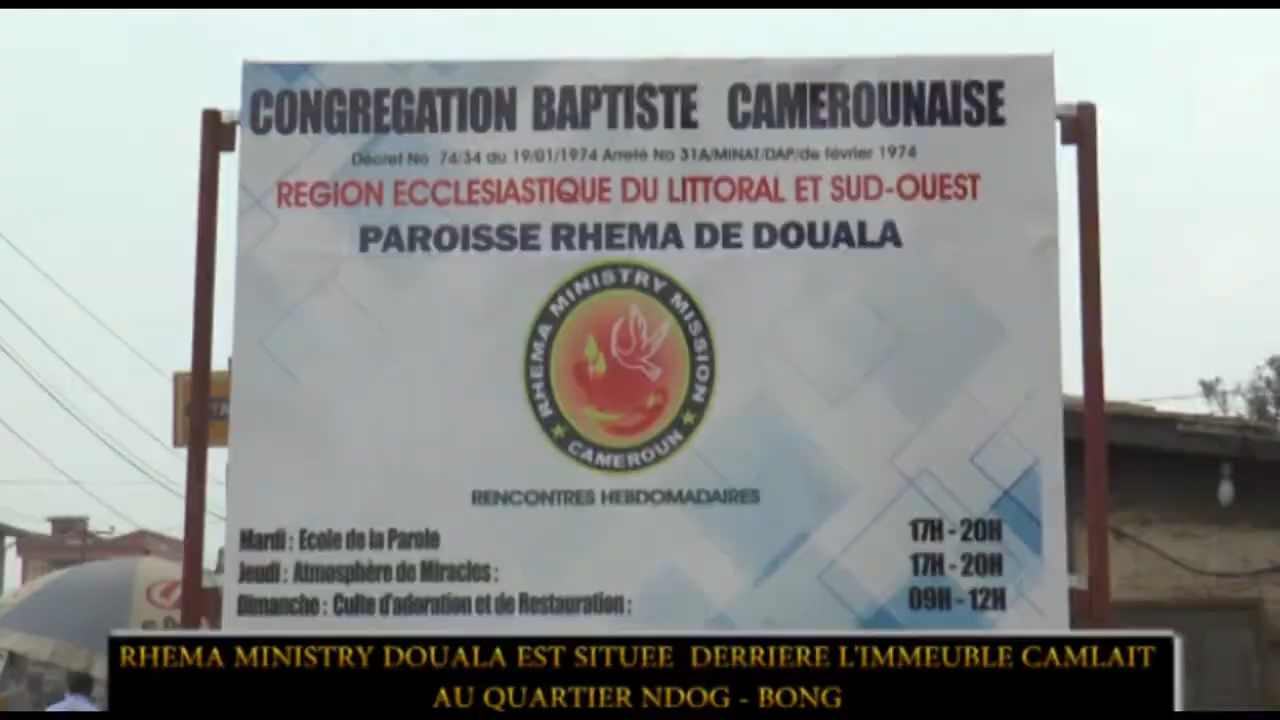 CONGREGATION BAPTISTE CAMEROUNAISE
Décret No 74/34 du 19/01/1974 Arreté No 31A/MINAT/DAP/de février 1974
REGION ECCLESIASTIQUE DU LITTORAL ET SUD-OUEST
PAROISSE RHEMA DE DOUALA
RHEMA MINISTRY MISSION
CAMEROUN
RENCONTRES HEBDOMADAIRES
Mardi : Ecole de la Parole 17H - 20H
Jeudi : Atmosphère de Miracles : 17H - 20H
Dimanche : Culte d'adoration et de Restauration : 09H - 12H
RHEMA MINISTRY DOUALA EST SITUEE DERRIERE L'IMMEUBLE CAMLAIT
AU QUARTIER NDOG - BONG